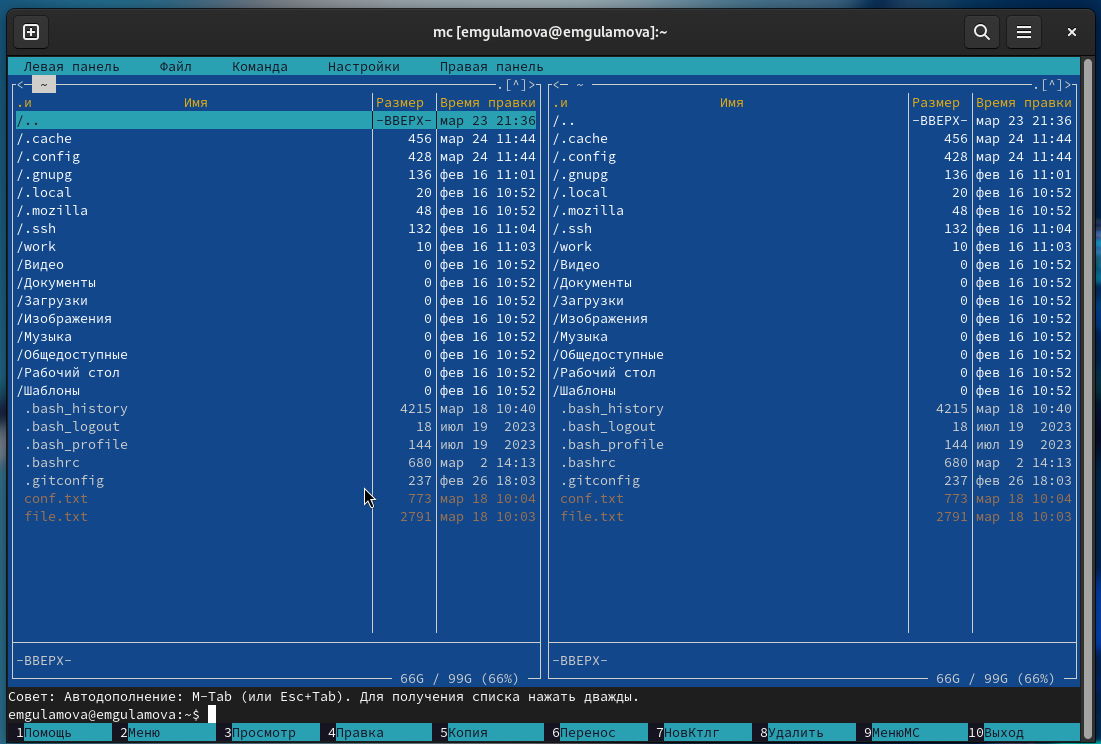 mc [emgulamova@emgulamova]:~
Левая панель Файл Команда Настройки Правая панель
<─ ~ .[^]> <─ ~ .[^]>
.и Имя Размер Время правки .и Имя Размер Время правки
/.. -ВВЕРХ- мар 23 21:36 /.. -ВВЕРХ- мар 23 21:36
/.cache 456 мар 24 11:44 /.cache 456 мар 24 11:44
/.config 428 мар 24 11:44 /.config 428 мар 24 11:44
/.gnupg 136 фев 16 11:01 /.gnupg 136 фев 16 11:01
/.local 20 фев 16 10:52 /.local 20 фев 16 10:52
/.mozilla 48 фев 16 10:52 /.mozilla 48 фев 16 10:52
/.ssh 132 фев 16 11:04 /.ssh 132 фев 16 11:04
/work 10 фев 16 11:03 /work 10 фев 16 11:03
/Видео 0 фев 16 10:52 /Видео 0 фев 16 10:52
/Документы 0 фев 16 10:52 /Документы 0 фев 16 10:52
/Загрузки 0 фев 16 10:52 /Загрузки 0 фев 16 10:52
/Изображения 0 фев 16 10:52 /Изображения 0 фев 16 10:52
/Музыка 0 фев 16 10:52 /Музыка 0 фев 16 10:52
/Общедоступные 0 фев 16 10:52 /Общедоступные 0 фев 16 10:52
/Рабочий стол 0 фев 16 10:52 /Рабочий стол 0 фев 16 10:52
/Шаблоны 0 фев 16 10:52 /Шаблоны 0 фев 16 10:52
.bash_history 4215 мар 18 10:40 .bash_history 4215 мар 18 10:40
.bash_logout 18 июл 19 2023 .bash_logout 18 июл 19 2023
.bash_profile 144 июл 19 2023 .bash_profile 144 июл 19 2023
.bashrc 680 мар 2 14:13 .bashrc 680 мар 2 14:13
.gitconfig 237 фев 26 18:03 .gitconfig 237 фев 26 18:03
conf.txt 773 мар 18 10:04 conf.txt 773 мар 18 10:04
file.txt 2791 мар 18 10:03 file.txt 2791 мар 18 10:03
-ВВЕРХ- -ВВЕРХ-
66G / 99G (66%) 66G / 99G (66%)
Совет: Автодополнение: M-Tab (или Esc+Tab). Для получения списка нажать дважды.
emgulamova@emgulamova:~$
1Помощь 2Меню 3Просмотр 4Правка 5Копия 6Перенос 7НовКтлг 8Удалить 9МенюМС 10Выход